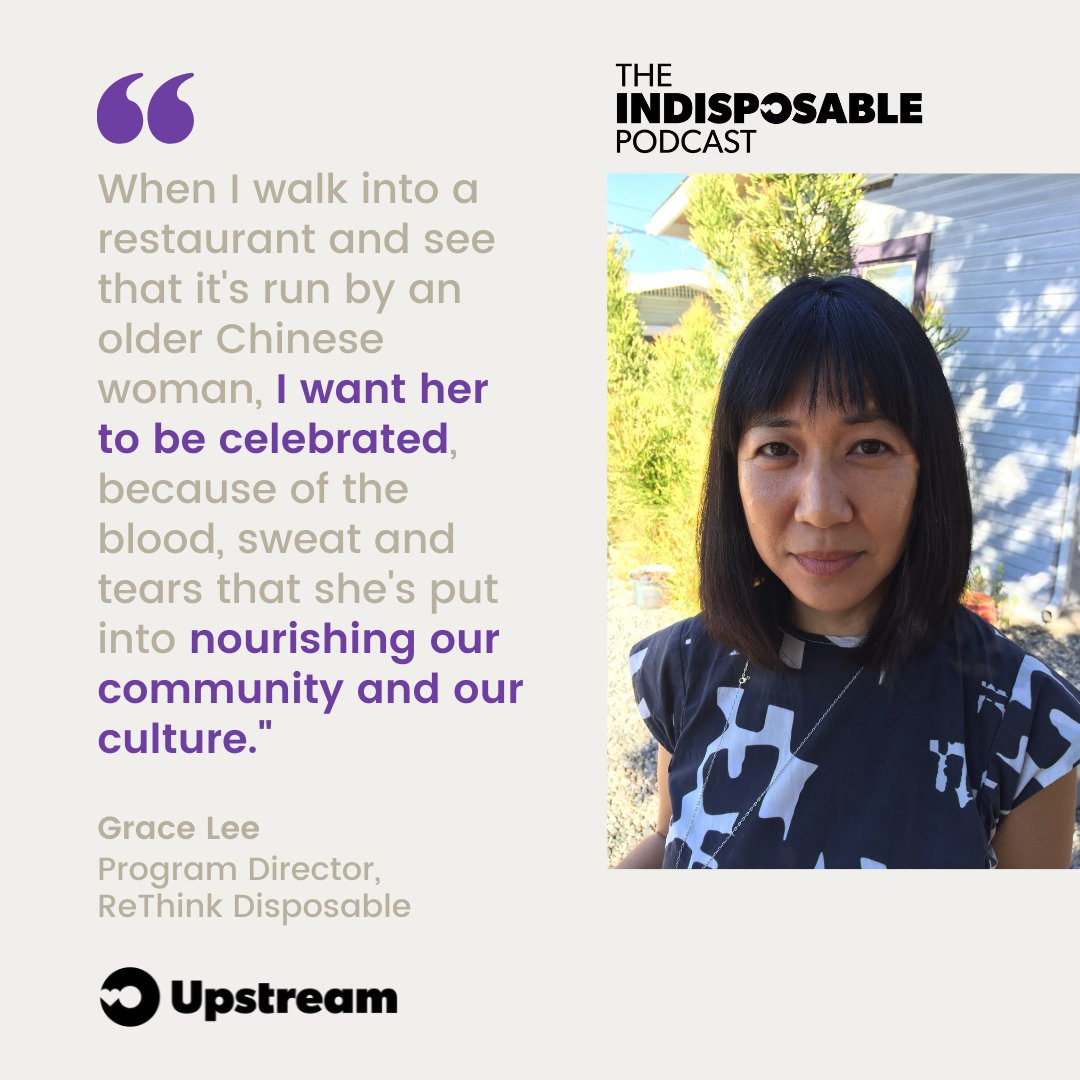 THE
INDISPOSABLE
PODCAST
When I walk into a
restaurant and see
that it's run by an
older Chinese
woman, I want her
to be celebrated,
because of the
blood, sweat and
tears that she's put
into nourishing our
community and our
culture."
Grace Lee
Program Director,
ReThink Disposable
Upstream